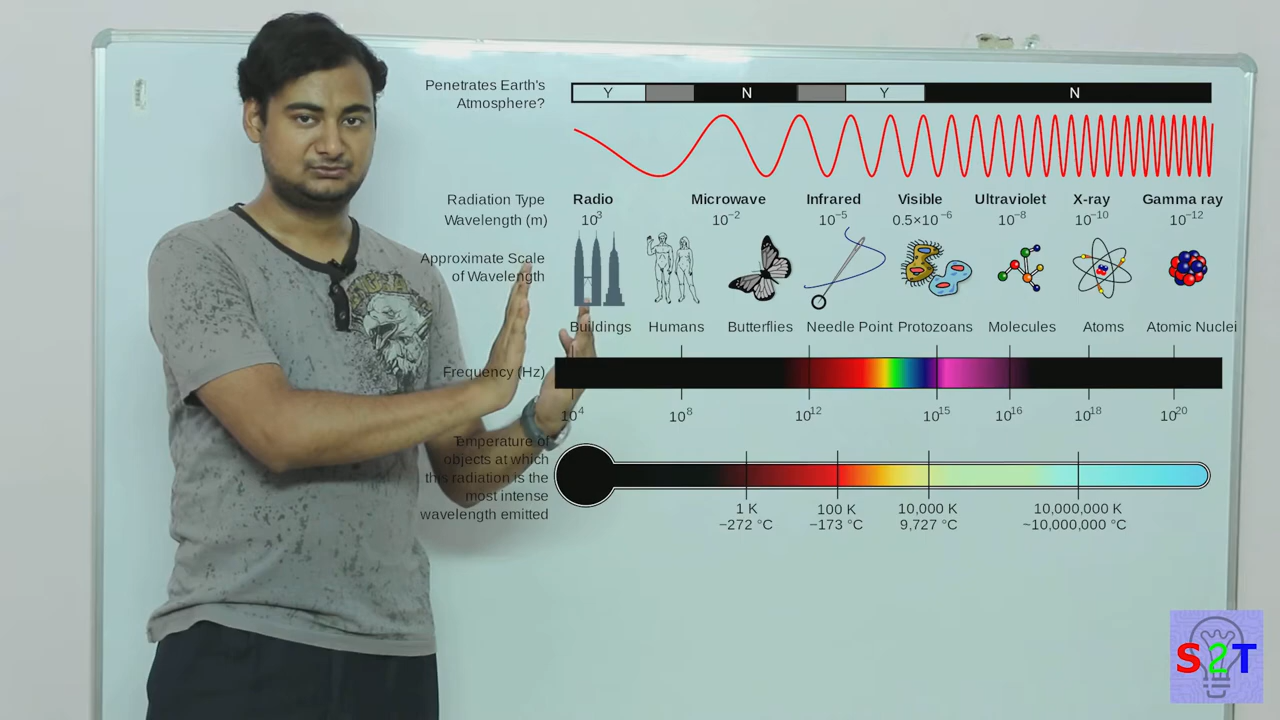 Penetrates Earth's
Atmosphere?
Y N Y N
Radiation Type Radio Microwave Infrared Visible Ultraviolet X-ray Gamma ray
Wavelength (m) 10³ 10⁻² 10⁻⁵ 0.5×10⁻⁶ 10⁻⁸ 10⁻¹⁰ 10⁻¹²
Approximate Scale
of Wavelength
Buildings Humans Butterflies Needle Point Protozoans Molecules Atoms Atomic Nuclei
Frequency (Hz)
10⁴ 10⁸ 10¹² 10¹⁵ 10¹⁶ 10¹⁸ 10²⁰
Temperature of
objects at which
this radiation is the
most intense
wavelength emitted
1 K 100 K 10,000 K 10,000,000 K
−272 °C −173 °C 9,727 °C ~10,000,000 °C
S2T